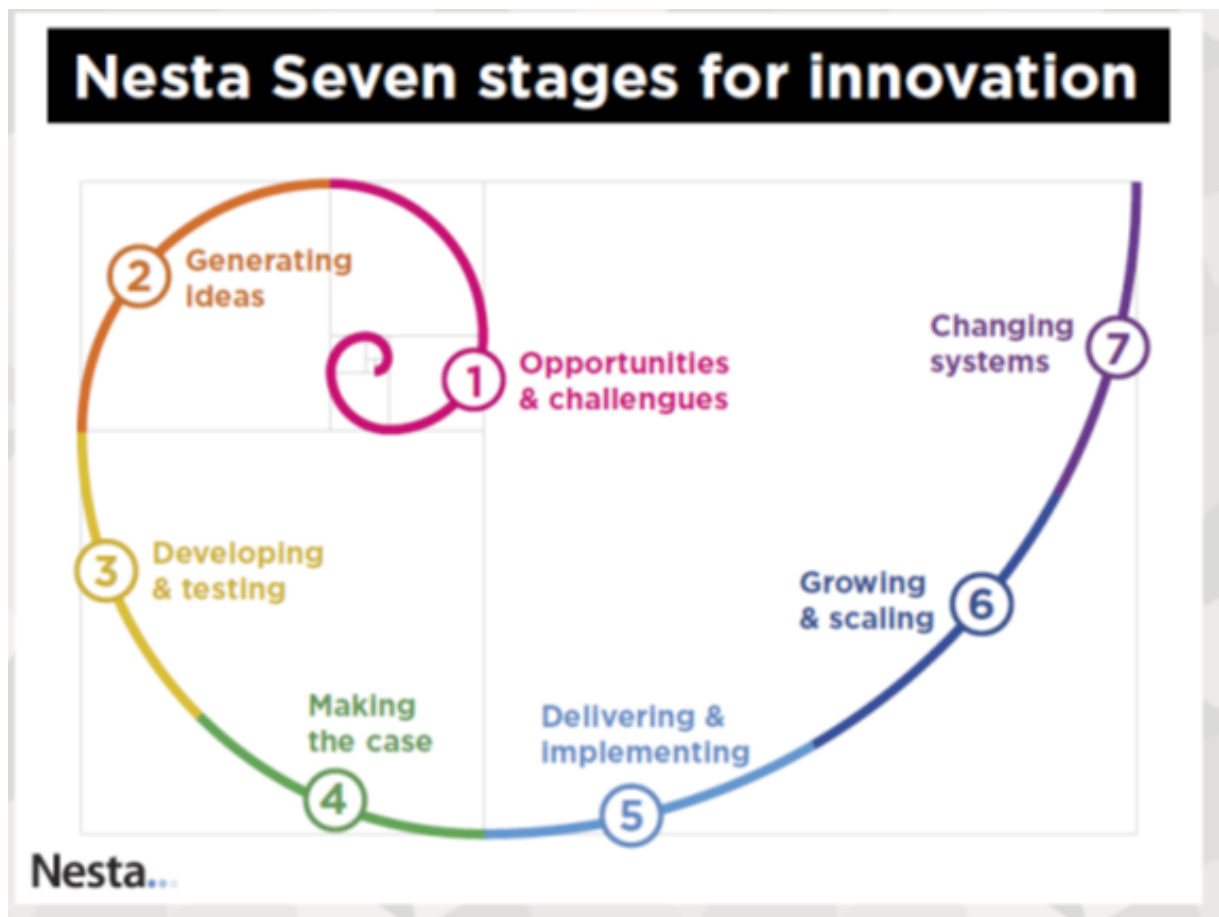 Nesta Seven stages for innovation
2
Generating
ideas
1
Opportunities
& challengues
Changing
systems
7
3
Developing
& testing
Growing
& scaling
6
Making
the case
4
Delivering &
implementing
5
Nesta...